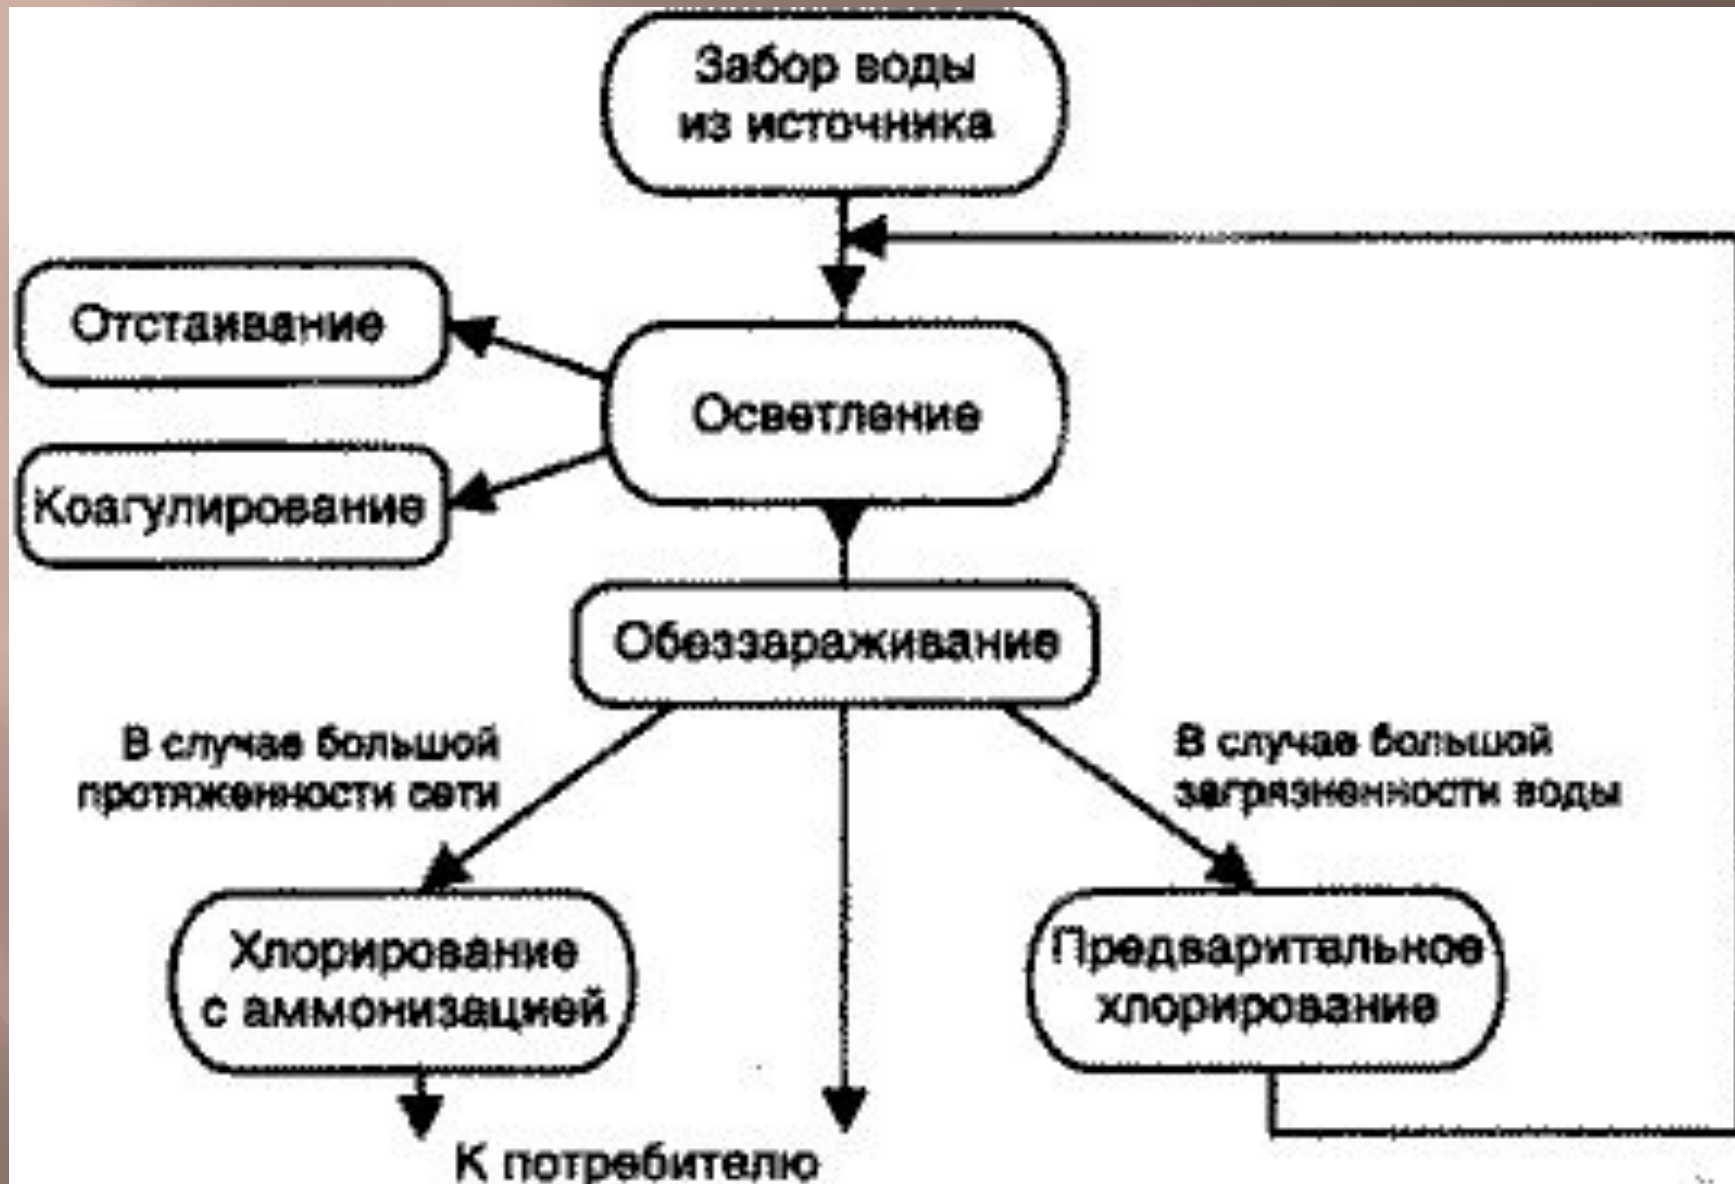 Забор воды
из источника
Отстаивание
Осветление
Коагулирование
Обеззараживание
В случае большой
протяженности сети
В случае большой
загрязненности воды
Хлорирование
с аммонизацией
Предварительное
хлорирование
К потребителю